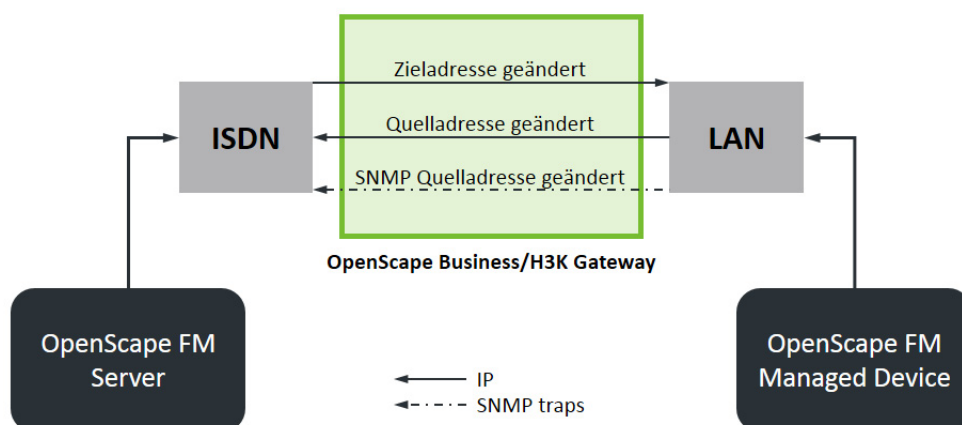 Zieladresse geändert
ISDN
Quelladresse geändert
LAN
SNMP Quelladresse geändert
OpenScape Business/H3K Gateway
OpenScape FM
Server
OpenScape FM
Managed Device
IP
SNMP traps